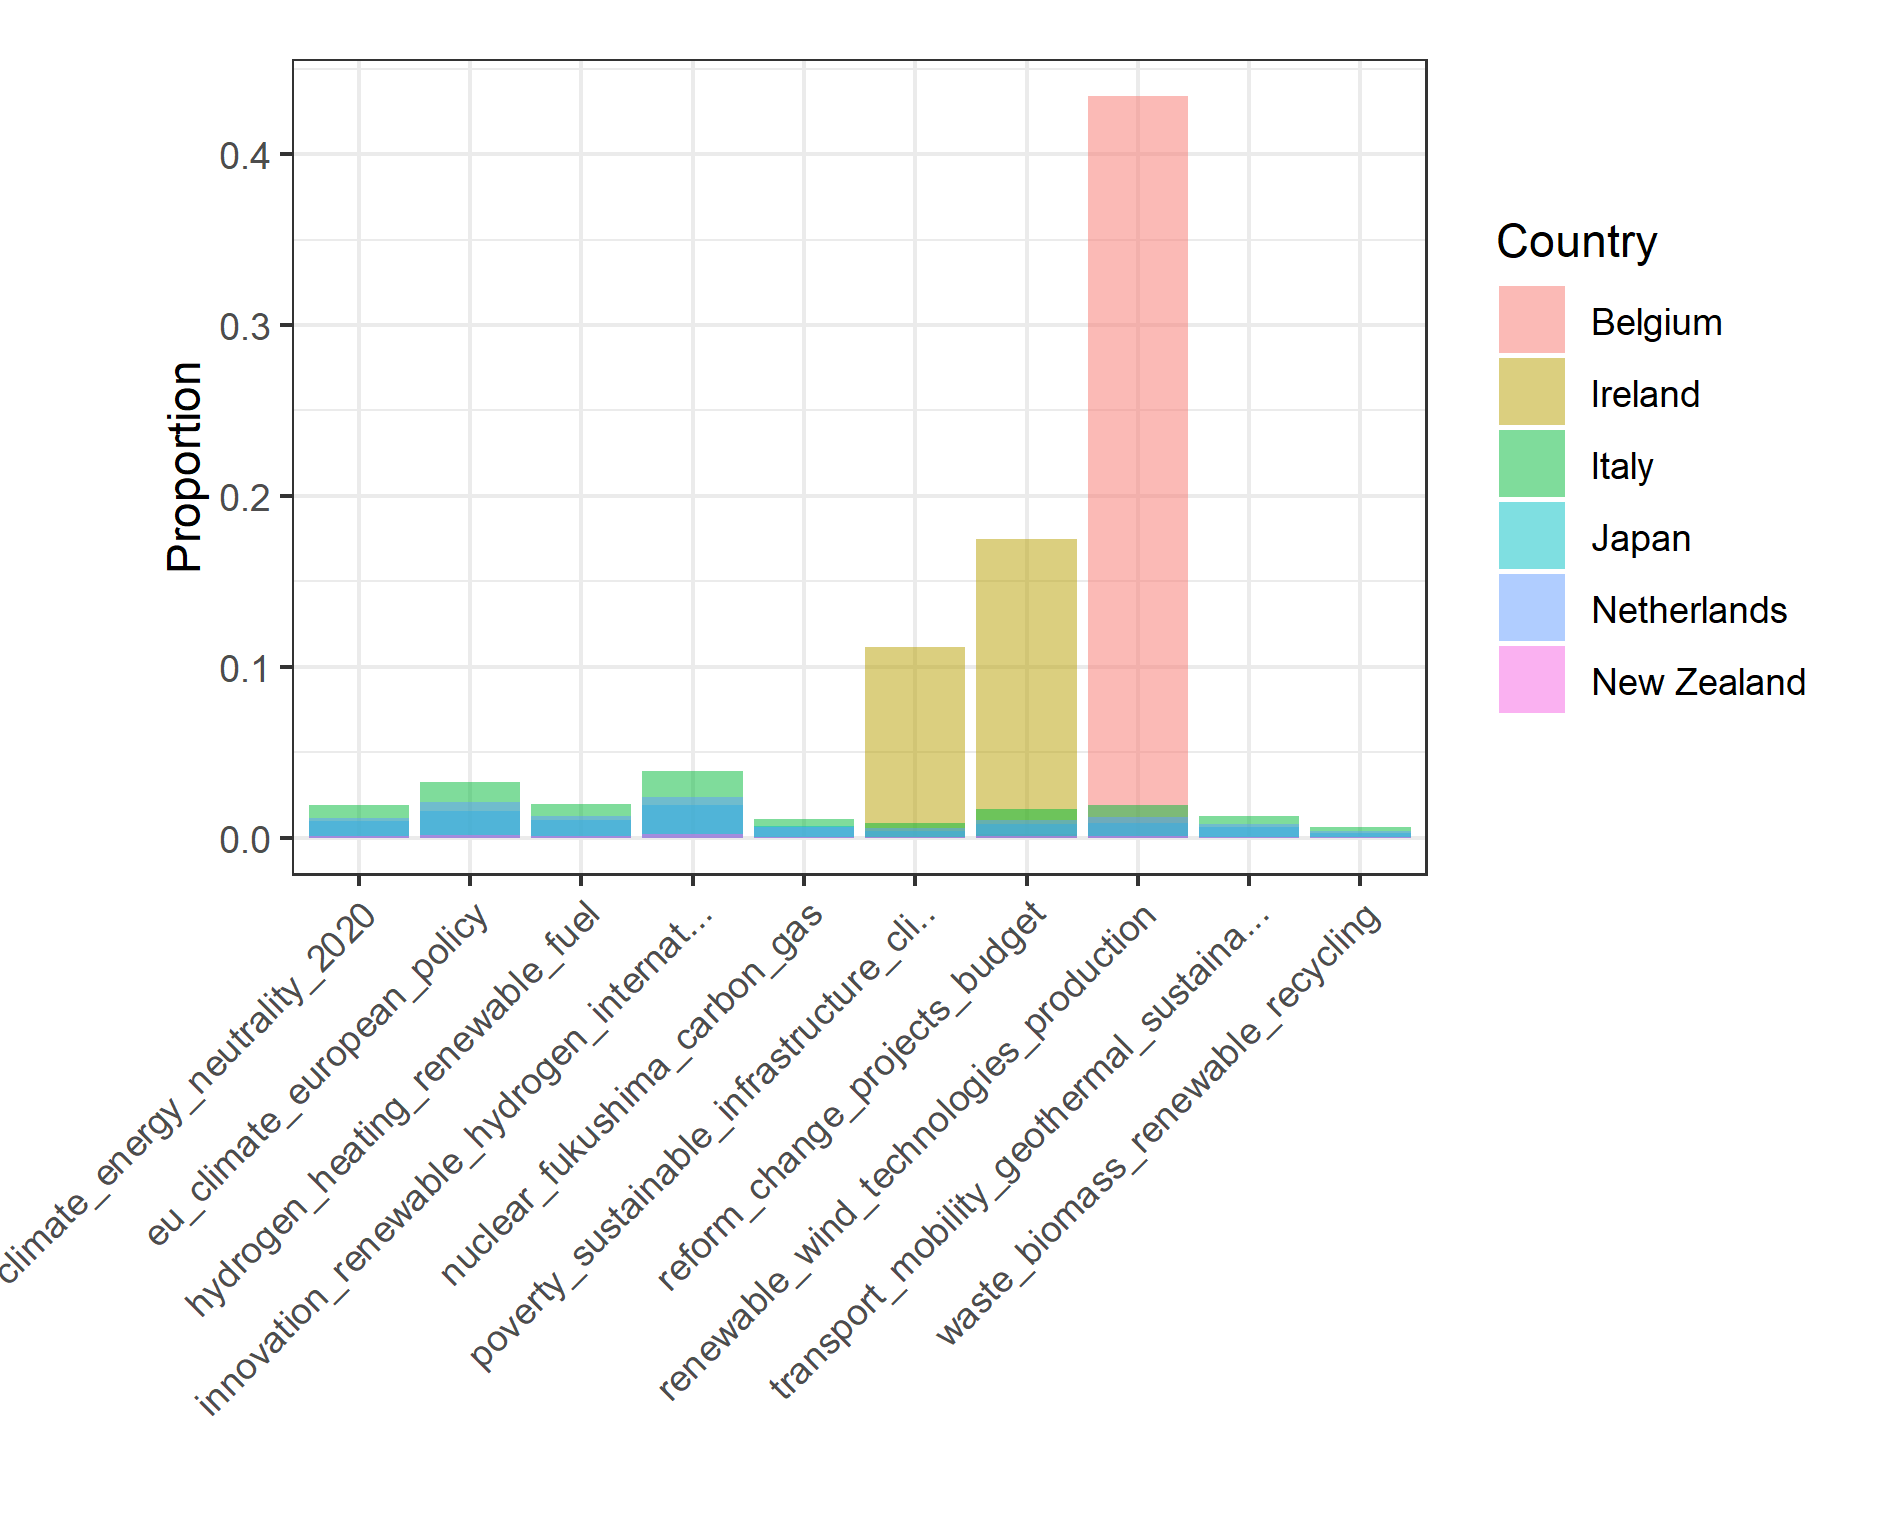 0.4
0.3
0.2
0.1
0.0
Proportion
climate_energy_neutrality_2020
eu_climate_european_policy
hydrogen_heating_renewable_fuel
innovation_renewable_hydrogen_internat...
nuclear_fukushima_carbon_gas
poverty_sustainable_infrastructure_cli..
reform_change_projects_budget
renewable_wind_technologies_production
transport_mobility_geothermal_sustaina...
waste_biomass_renewable_recycling
Country
Belgium
Ireland
Italy
Japan
Netherlands
New Zealand